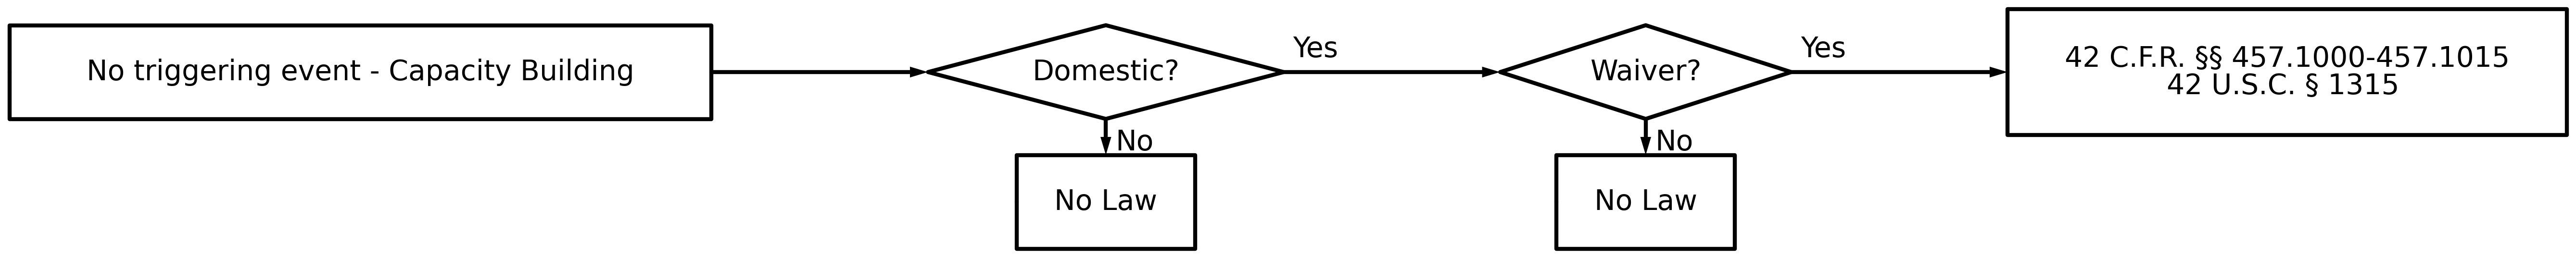 No triggering event - Capacity Building
Domestic?
Yes
Waiver?
Yes
42 C.F.R. §§ 457.1000-457.1015
42 U.S.C. § 1315
No
No Law
No
No Law